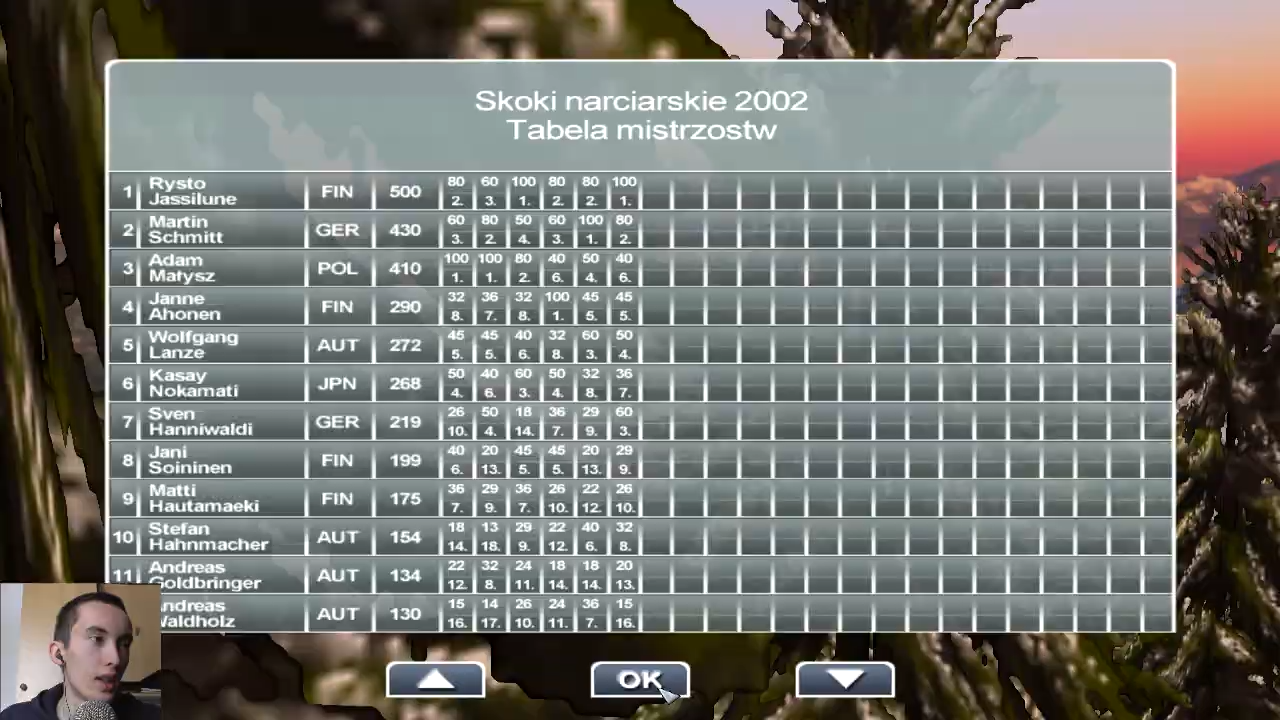 Skoki narciarskie 2002
Tabela mistrzostw
1 Rysto Jassilune FIN 500 80 60 100 80 80 100
2. 3. 1. 2. 2. 1.
2 Martin Schmitt GER 430 60 80 50 60 100 80
3. 2. 4. 3. 1. 2.
3 Adam Małysz POL 410 100 100 80 40 50 40
1. 1. 2. 6. 4. 6.
4 Janne Ahonen FIN 290 32 36 32 100 45 45
8. 7. 8. 1. 5. 5.
5 Wolfgang Lanze AUT 272 45 45 40 32 60 50
5. 5. 6. 8. 3. 4.
6 Kasay Nokamati JPN 268 50 40 60 50 32 36
4. 6. 3. 4. 8. 7.
7 Sven Hanniwaldi GER 219 26 50 18 36 29 60
10. 4. 14. 7. 9. 3.
8 Jani Soininen FIN 199 40 20 45 45 20 29
6. 13. 5. 5. 13. 9.
9 Matti Hautamaeki FIN 175 36 29 36 26 22 26
7. 9. 7. 10. 12. 10.
10 Stefan Hahnmacher AUT 154 18 13 29 22 40 32
14. 18. 9. 12. 6. 8.
11 Andreas Goldbringer AUT 134 22 32 24 18 18 20
12. 8. 11. 14. 14. 13.
Andreas Waldholz AUT 130 15 14 26 24 36 15
16. 17. 10. 11. 7. 16.
OK